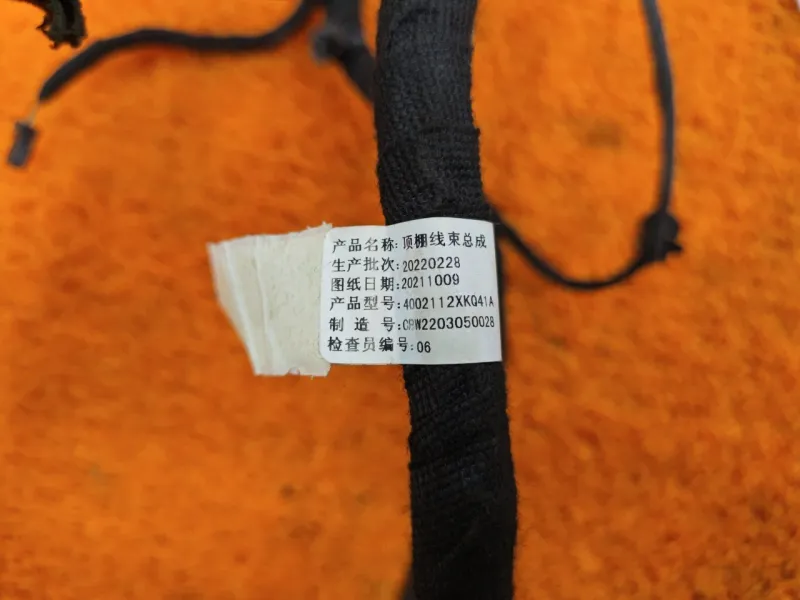 产品名称:顶棚线束总成
生产批次:20220228
图纸日期:20211009
产品型号:4002112XKQ41A
制 造 号:CRW2203050028
检查员编号:06